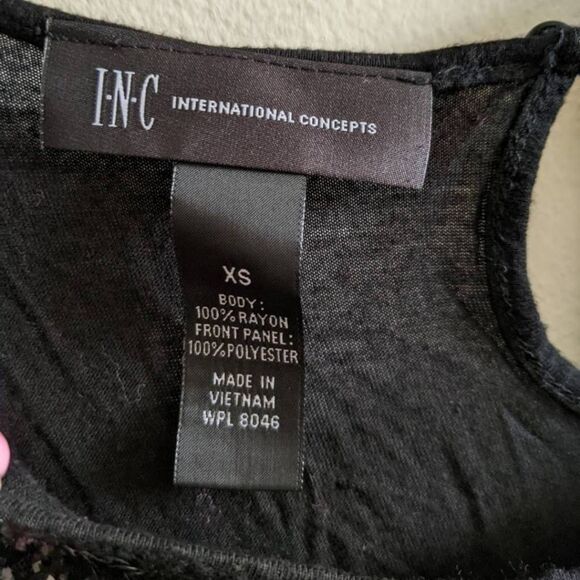 I·N·C INTERNATIONAL CONCEPTS
XS
BODY:
100%RAYON
FRONT PANEL:
100%POLYESTER
MADE IN
VIETNAM
WPL 8046